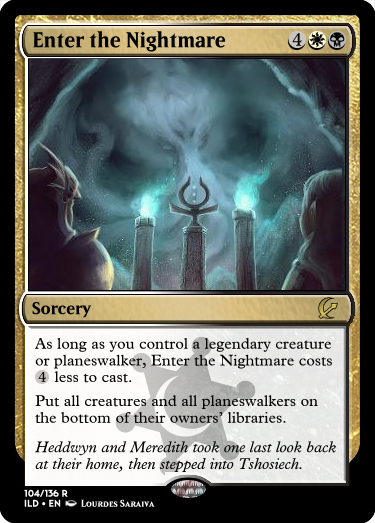 Enter the Nightmare 4
Sorcery
As long as you control a legendary creature
or planeswalker, Enter the Nightmare costs
4 less to cast.
Put all creatures and all planeswalkers on
the bottom of their owners' libraries.
Heddwyn and Meredith took one last look back
at their home, then stepped into Tshosiech.
104/136 R
ILD • EN Lourdes Saraiva